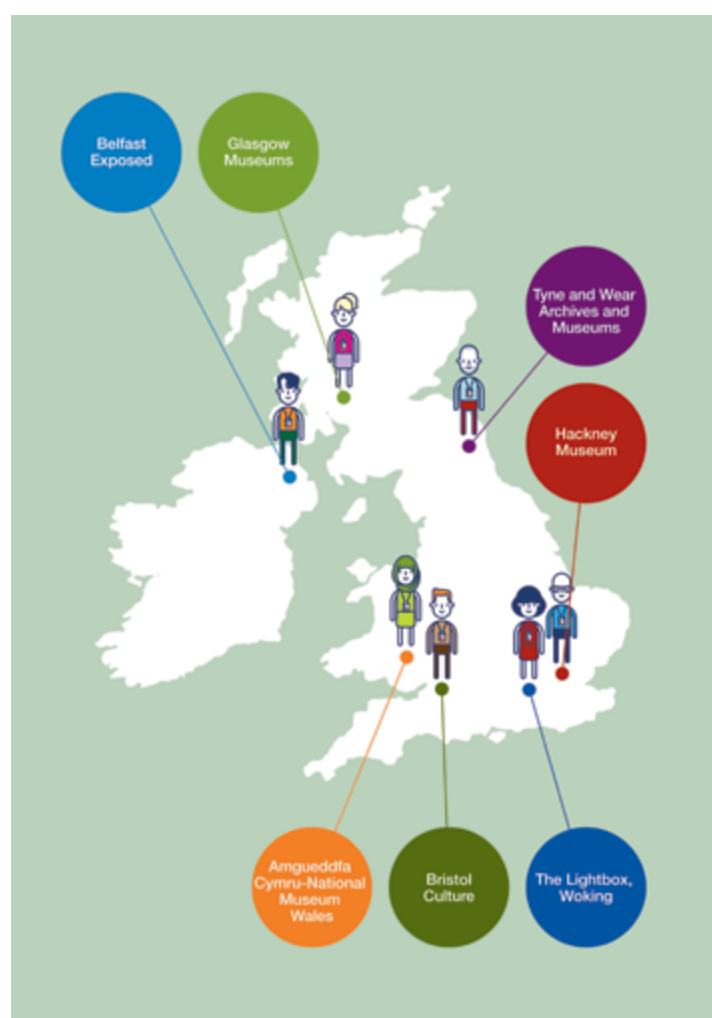 Belfast
Exposed
Glasgow
Museums
Tyne and Wear
Archives and
Museums
Hackney
Museum
Amgueddfa
Cymru-National
Museum
Wales
Bristol
Culture
The Lightbox,
Woking